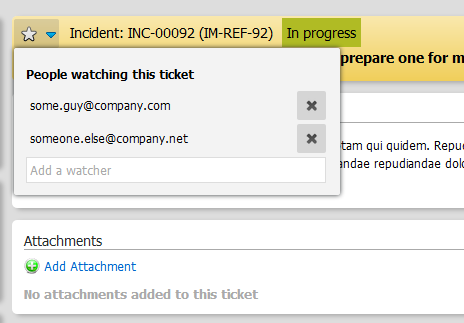 Incident: INC-00092 (IM-REF-92) In progress
prepare one for m
People watching this ticket
some.guy@company.com
someone.else@company.net
Add a watcher
etam qui quidem. Repue
andae repudiandae dolo
Attachments
Add Attachment
No attachments added to this ticket